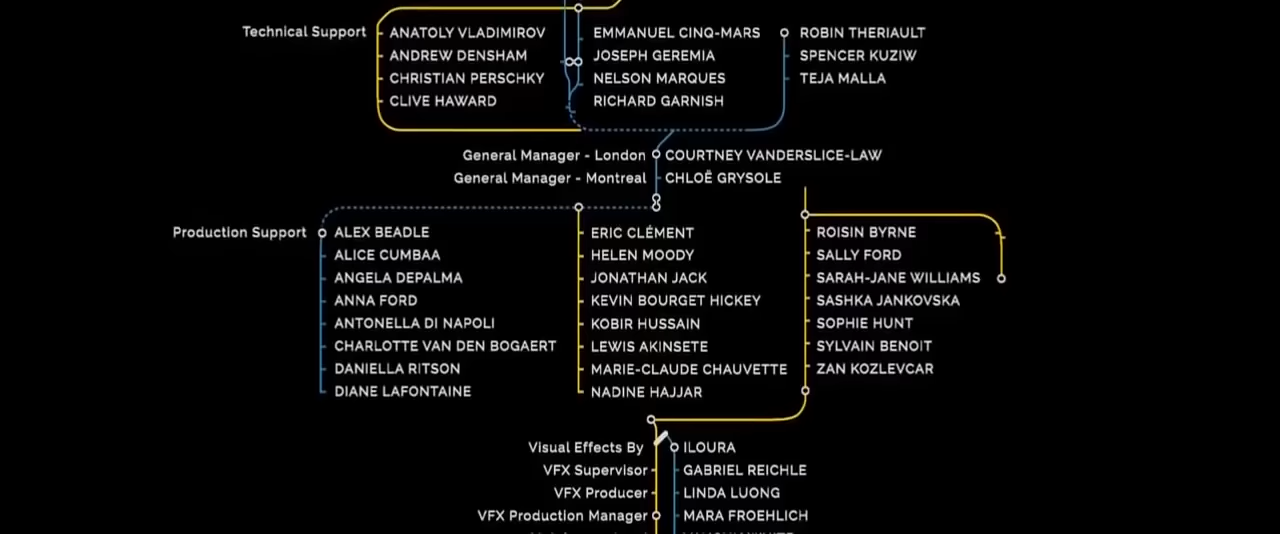 Technical Support
ANATOLY VLADIMIROV
ANDREW DENSHAM
CHRISTIAN PERSCHKY
CLIVE HAWARD
EMMANUEL CINQ-MARS
JOSEPH GEREMIA
NELSON MARQUES
RICHARD GARNISH
ROBIN THERIAULT
SPENCER KUZIW
TEJA MALLA
General Manager - London COURTNEY VANDERSLICE-LAW
General Manager - Montreal CHLOË GRYSOLE
Production Support
ALEX BEADLE
ALICE CUMBAA
ANGELA DEPALMA
ANNA FORD
ANTONELLA DI NAPOLI
CHARLOTTE VAN DEN BOGAERT
DANIELLA RITSON
DIANE LAFONTAINE
ERIC CLÉMENT
HELEN MOODY
JONATHAN JACK
KEVIN BOURGET HICKEY
KOBIR HUSSAIN
LEWIS AKINSETE
MARIE-CLAUDE CHAUVETTE
NADINE HAJJAR
ROISIN BYRNE
SALLY FORD
SARAH-JANE WILLIAMS
SASHKA JANKOVSKA
SOPHIE HUNT
SYLVAIN BENOIT
ZAN KOZLEVCAR
Visual Effects By ILOURA
VFX Supervisor GABRIEL REICHLE
VFX Producer LINDA LUONG
VFX Production Manager MARA FROEHLICH